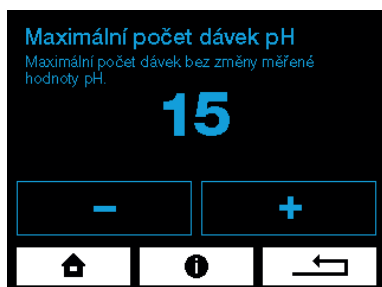 Maximální počet dávek pH
Maximální počet dávek bez změny měřené
hodnoty pH.
15
− +